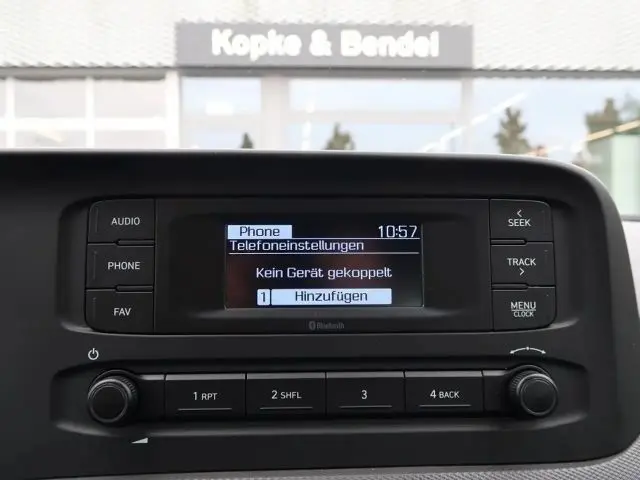 Kopke & Bendel
AUDIO
PHONE
FAV
Phone 10:57
Telefoneinstellungen
Kein Gerät gekoppelt
1 Hinzufügen
Bluetooth
< SEEK
TRACK >
MENU
CLOCK
1 RPT
2 SHFL
3
4 BACK